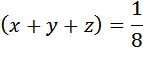 (x + y + z) = 1/8